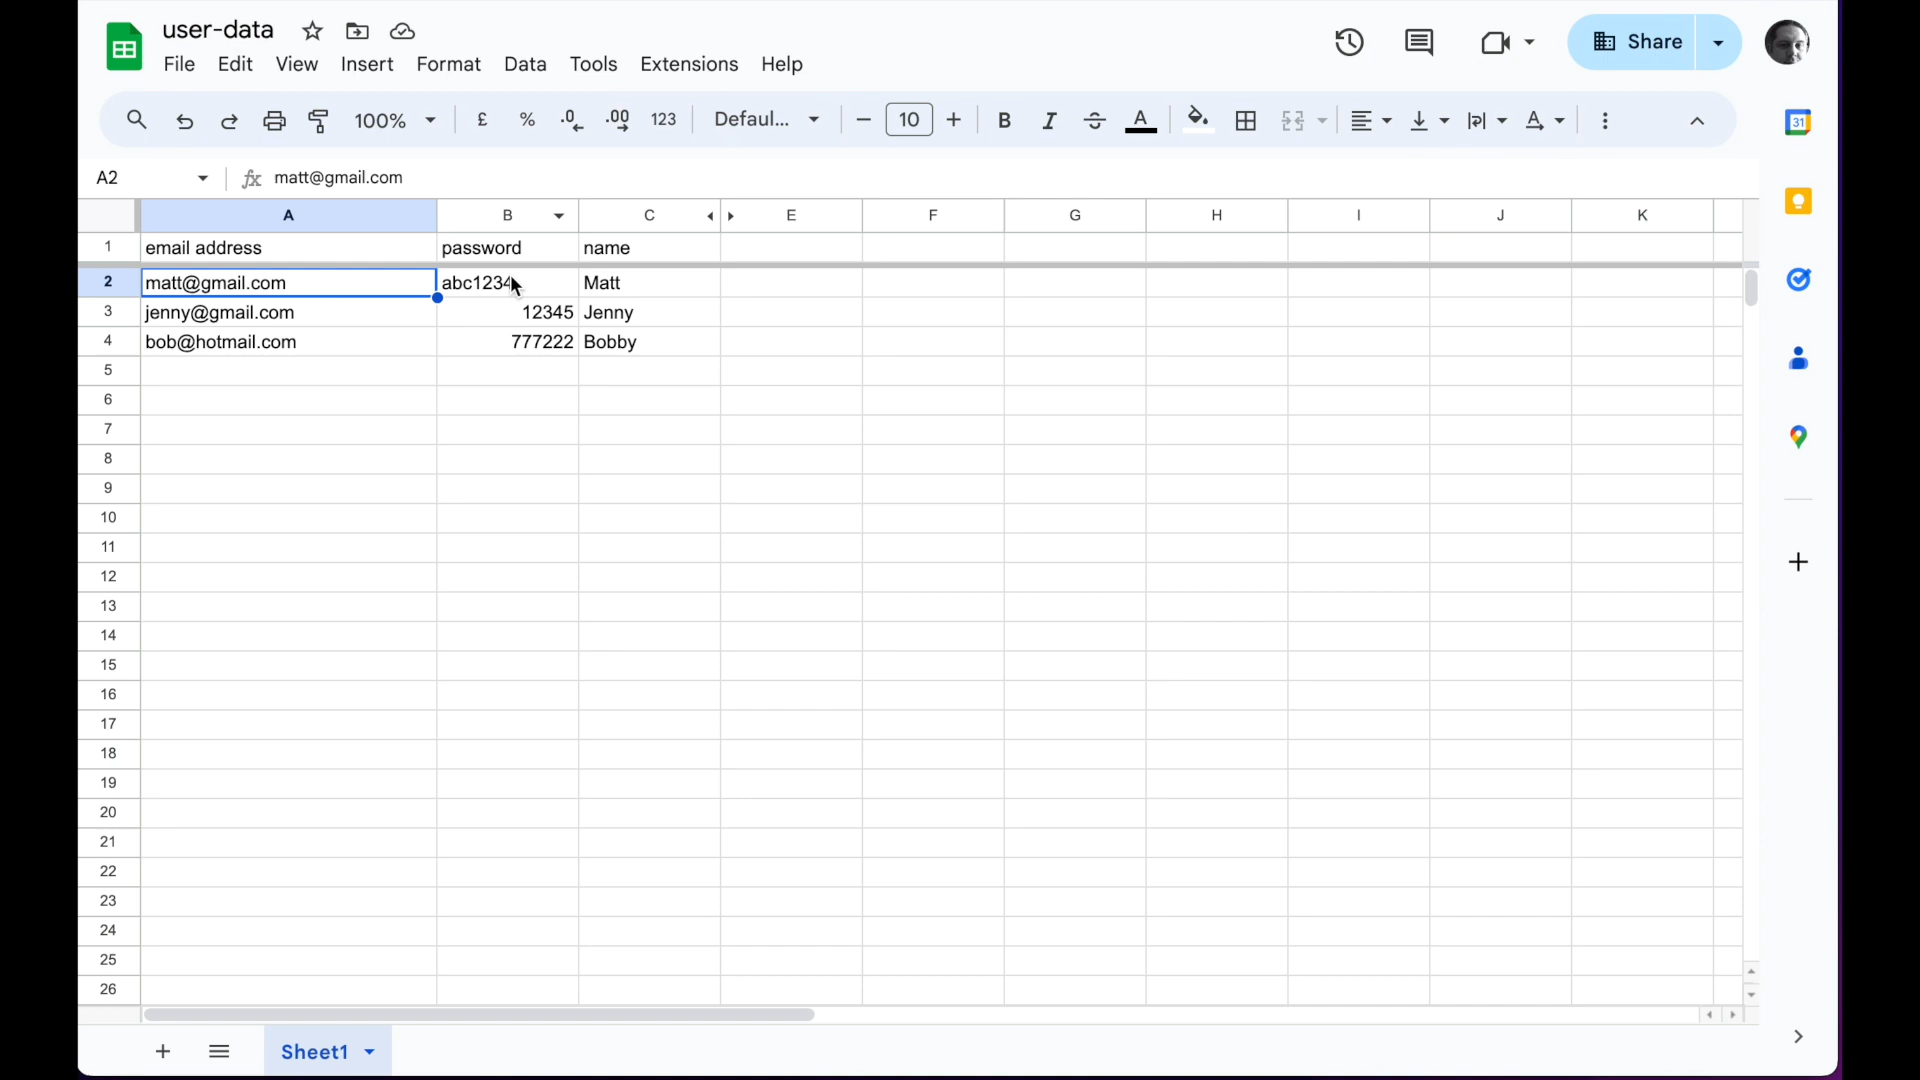 user-data
File Edit View Insert Format Data Tools Extensions Help
Share
100% £ % .0 .00 123 Defaul... 10 B I A
A2 fx matt@gmail.com
A B C E F G H I J K
1 email address password name
2 matt@gmail.com abc1234 Matt
3 jenny@gmail.com 12345 Jenny
4 bob@hotmail.com 777222 Bobby
5
6
7
8
9
10
11
12
13
14
15
16
17
18
19
20
21
22
23
24
25
26
Sheet1
31